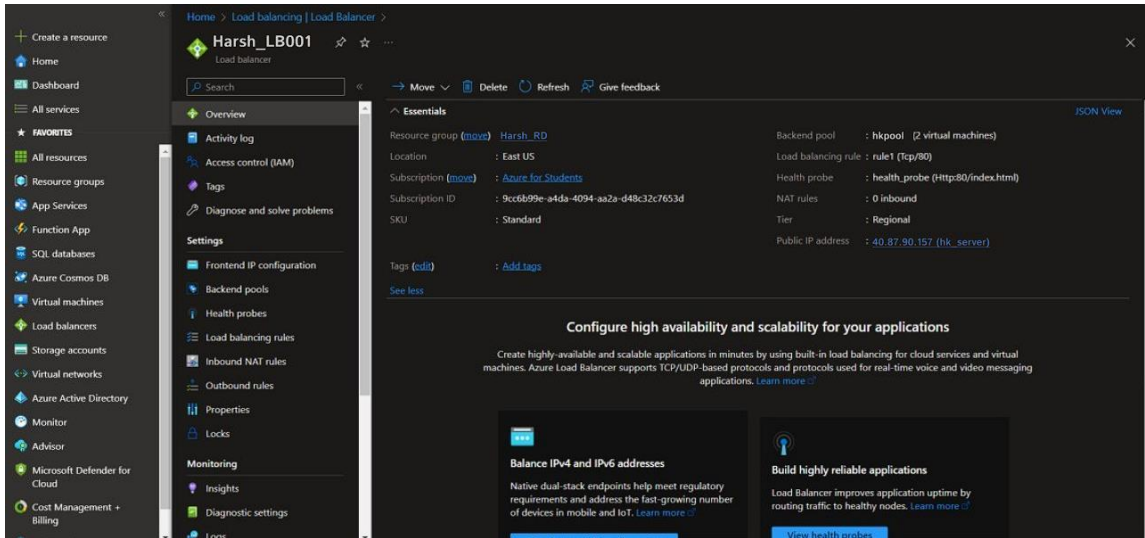 Home > Load balancing | Load Balancer >
Harsh_LB001
Load balancer
Create a resource
Home
Dashboard
All services
FAVORITES
All resources
Resource groups
App Services
Function App
SQL databases
Azure Cosmos DB
Virtual machines
Load balancers
Storage accounts
Virtual networks
Azure Active Directory
Monitor
Advisor
Microsoft Defender for
Cloud
Cost Management +
Billing
Search
Overview
Activity log
Access control (IAM)
Tags
Diagnose and solve problems
Settings
Frontend IP configuration
Backend pools
Health probes
Load balancing rules
Inbound NAT rules
Outbound rules
Properties
Locks
Monitoring
Insights
Diagnostic settings
Logs
Move Delete Refresh Give feedback
Essentials JSON View
Resource group (move) Harsh_RD
Location : East US
Subscription (move) : Azure for Students
Subscription ID : 9cc6b99e-a4da-4094-aa2a-d48c32c7653d
SKU : Standard
Backend pool : hkpool (2 virtual machines)
Load balancing rule : rule1 (Tcp/80)
Health probe : health_probe (Http:80/index.html)
NAT rules : 0 inbound
Tier : Regional
Public IP address : 40.87.90.157 (hk_server)
Tags (edit) : Add tags
See less
Configure high availability and scalability for your applications
Create highly-available and scalable applications in minutes by using built-in load balancing for cloud services and virtual
machines. Azure Load Balancer supports TCP/UDP-based protocols and protocols used for real-time voice and video messaging
applications. Learn more
Balance IPv4 and IPv6 addresses
Native dual-stack endpoints help meet regulatory
requirements and address the fast-growing number
of devices in mobile and IoT. Learn more
Build highly reliable applications
Load Balancer improves application uptime by
routing traffic to healthy nodes. Learn more
View health probes